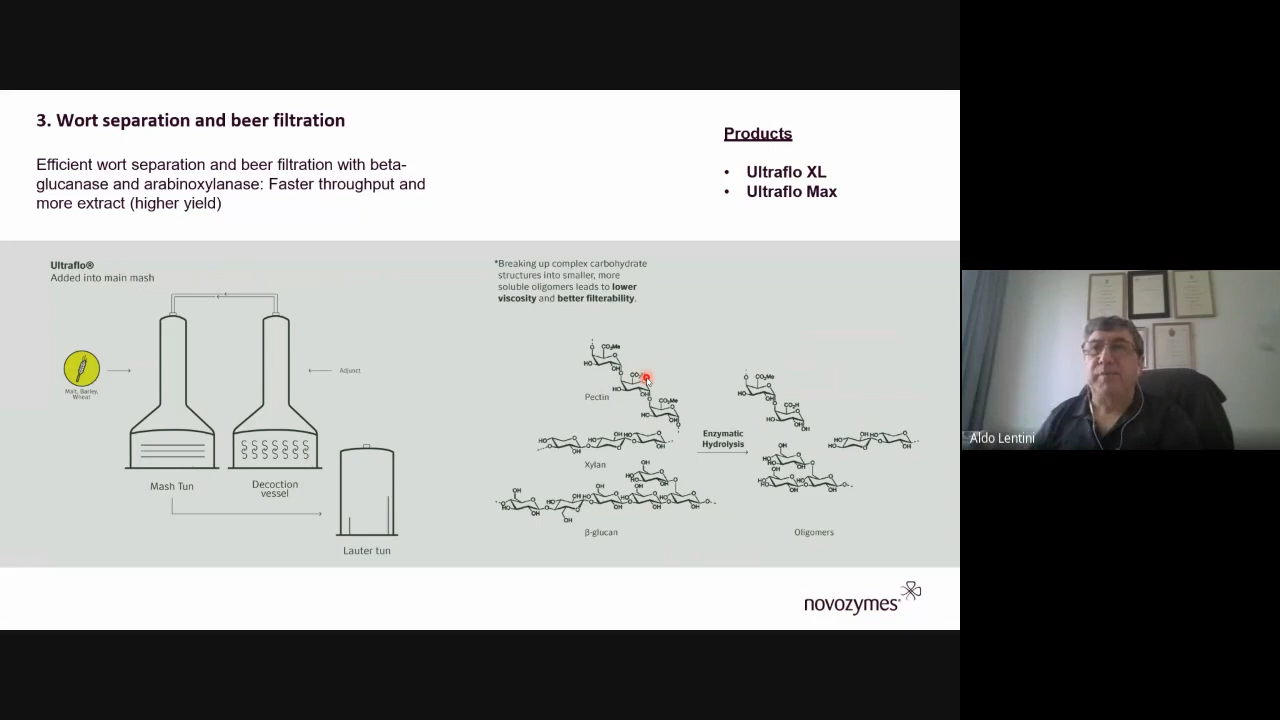 3. Wort separation and beer filtration
Efficient wort separation and beer filtration with beta-
glucanase and arabinoxylanase: Faster throughput and
more extract (higher yield)
Products
• Ultraflo XL
• Ultraflo Max
Ultraflo®
Added into main mash
Malt, Barley,
Wheat
Adjunct
Mash Tun
Decoction
vessel
Lauter tun
*Breaking up complex carbohydrate
structures into smaller, more
soluble oligomers leads to lower
viscosity and better filterability.
Pectin
Xylan
β-glucan
Enzymatic
Hydrolysis
Oligomers
novozymes
Aldo Lentini